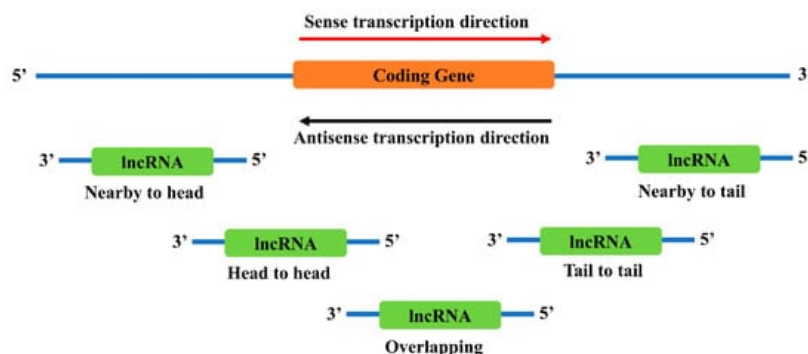 Sense transcription direction
5’ Coding Gene 3
Antisense transcription direction
3’ lncRNA 5’ 3’ lncRNA 5
Nearby to head Nearby to tail
3’ lncRNA 5’ 3’ lncRNA 5’
Head to head Tail to tail
3’ lncRNA 5’
Overlapping